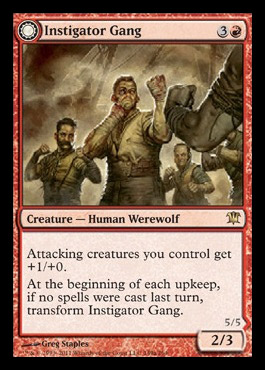 Instigator Gang 3
Creature — Human Werewolf
Attacking creatures you control get
+1/+0.
At the beginning of each upkeep,
if no spells were cast last turn,
transform Instigator Gang.
5/5
Greg Staples
2/3